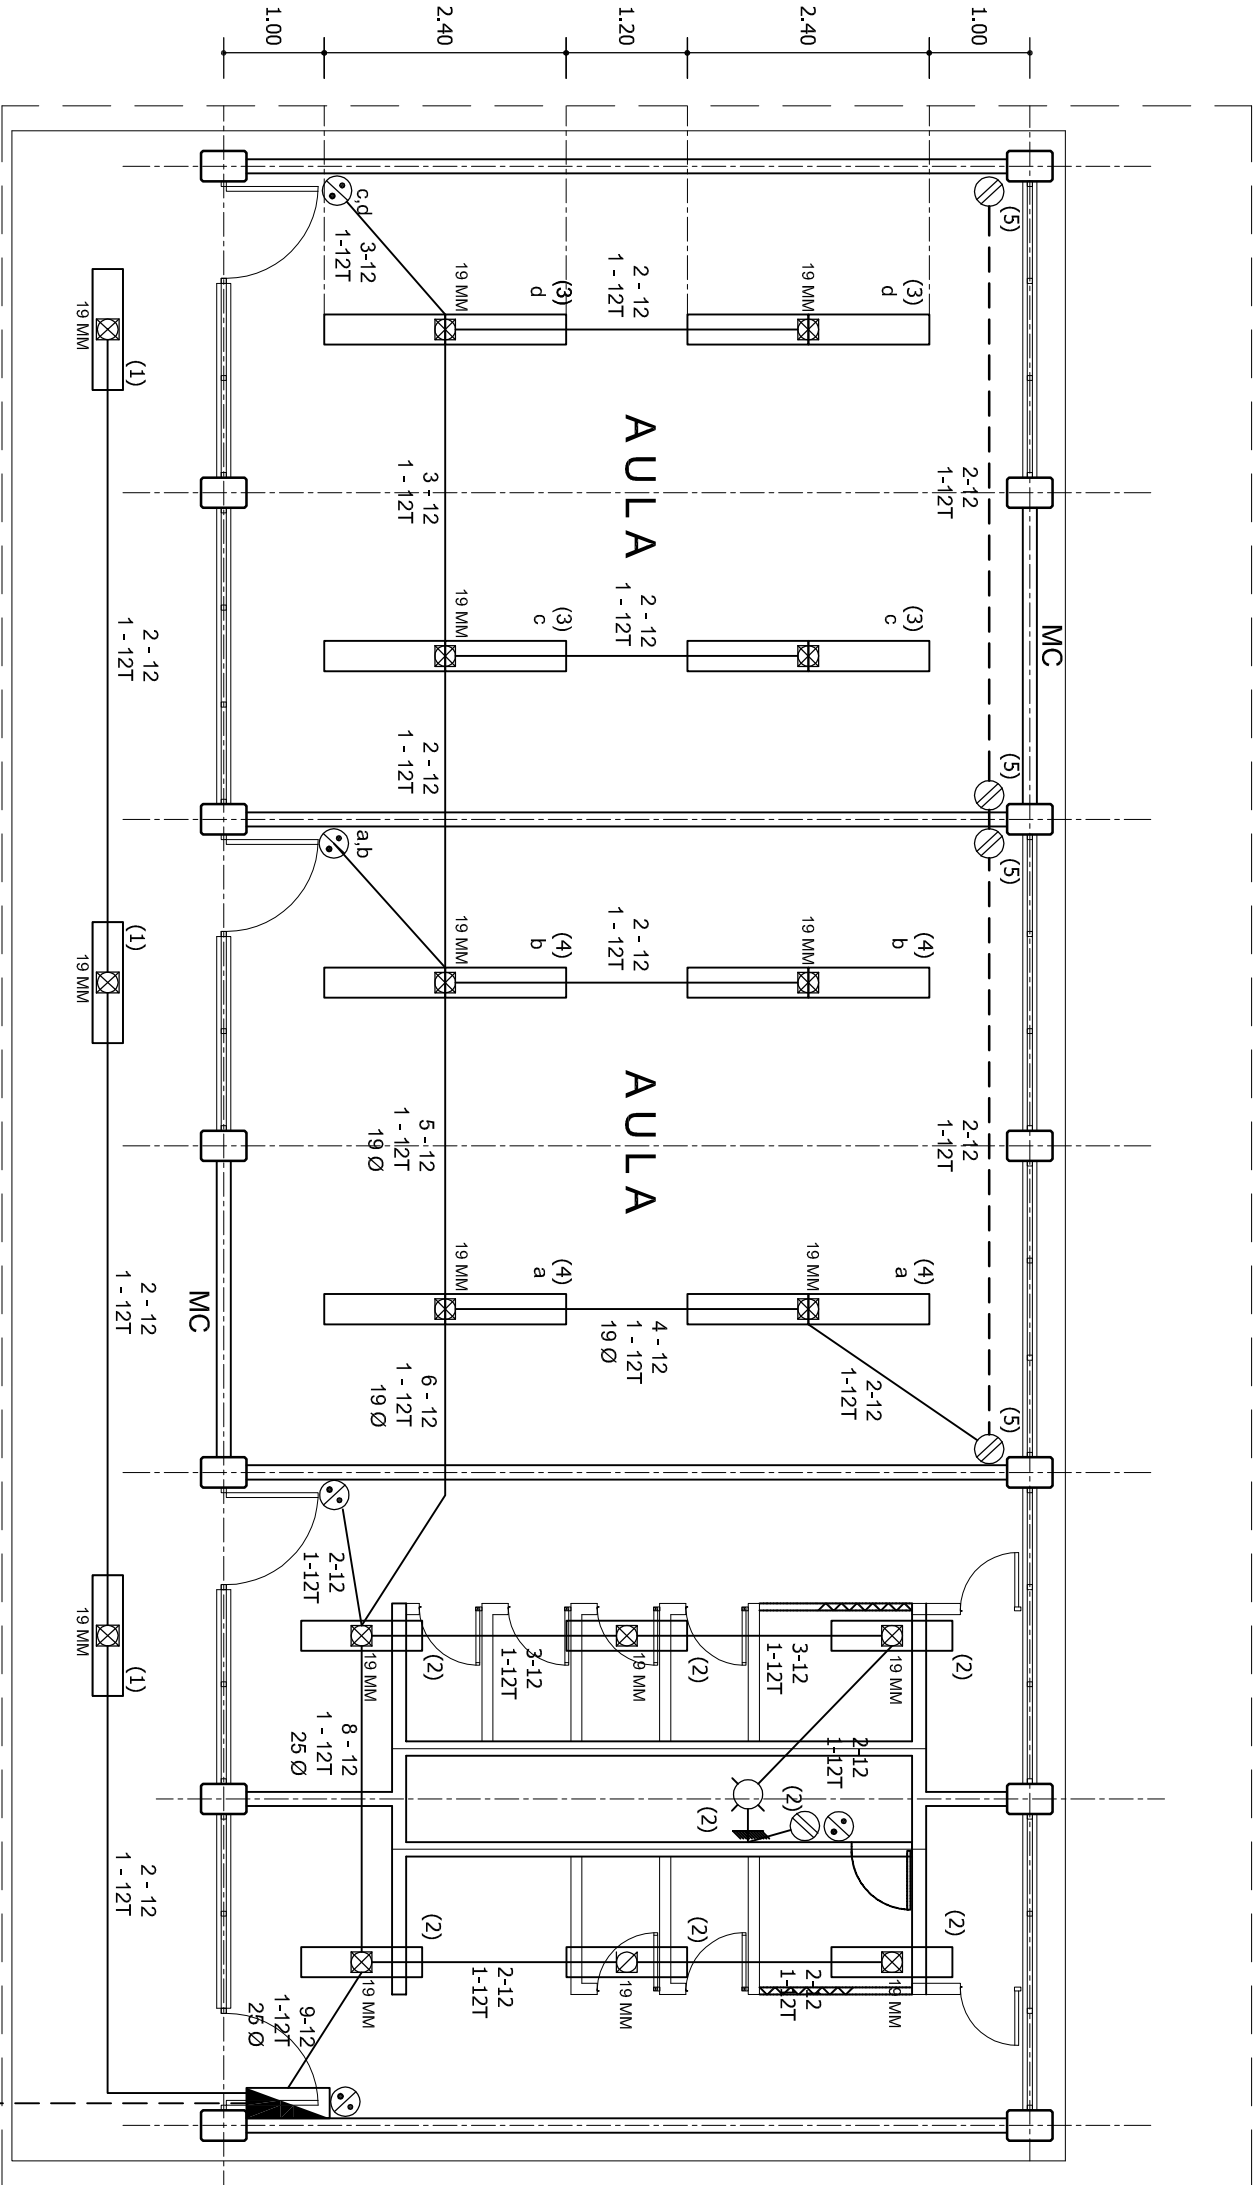 MC
1.00
(5)
(5)
(5)
(5)
2-12
1-12T
2-12
1-12T
(2)
(2)
(3)
d
(3)
c
(4)
b
(4)
a
2-12
1-12T
19 MM
19 MM
2-12
1-12T
2.40
19 MM
19 MM
19 MM
3-12
1-12T
2-12
1-12T
(2)
(2)
(2)
(2)
2 - 12
1 - 12T
2 - 12
1 - 12T
2 - 12
1 - 12T
4 - 12
1 - 12T
19 Ø
1.20
AULA
AULA
19 MM
19 MM
(3)
d
(3)
c
(4)
b
(4)
a
3-12
1-12T
2-12
1-12T
2.40
19 MM
19 MM
19 MM
19 MM
(2)
(2)
3 - 12
1 - 12T
2 - 12
1 - 12T
5 - 12
1 - 12T
19 Ø
6 - 12
1 - 12T
19 Ø
c,d
3-12
1-12T
a,b
19 MM
19 MM
2-12
1-12T
8 - 12
1 - 12T
25 Ø
9-12
1-12T
25 Ø
1.00
MC
(1)
(1)
(1)
2 - 12
1 - 12T
2 - 12
1 - 12T
2 - 12
1 - 12T
19 MM
19 MM
19 MM